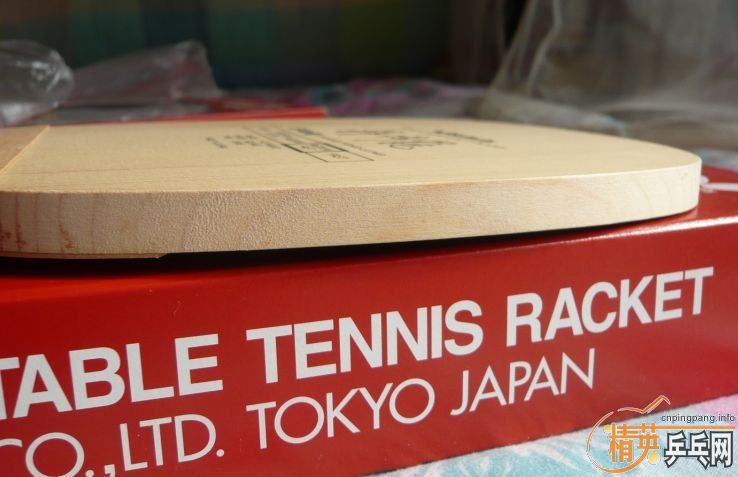 TABLE TENNIS RACKET
CO.,LTD. TOKYO JAPAN
cnpingpang.info
精英乒乓网